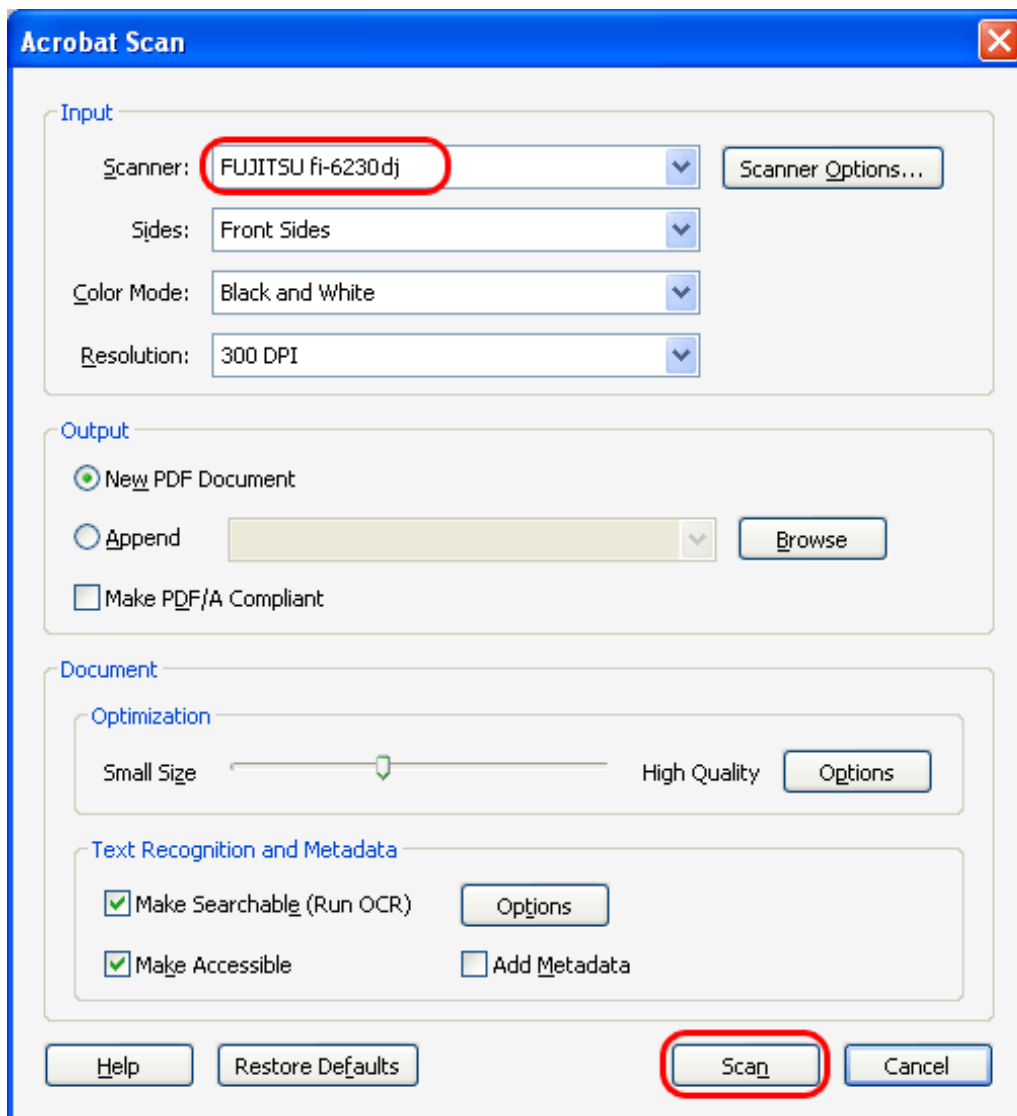 Acrobat Scan
Input
Scanner: FUJITSU fi-6230dj Scanner Options...
Sides: Front Sides
Color Mode: Black and White
Resolution: 300 DPI
Output
New PDF Document
Append Browse
Make PDF/A Compliant
Document
Optimization
Small Size High Quality Options
Text Recognition and Metadata
Make Searchable (Run OCR) Options
Make Accessible Add Metadata
Help Restore Defaults Scan Cancel